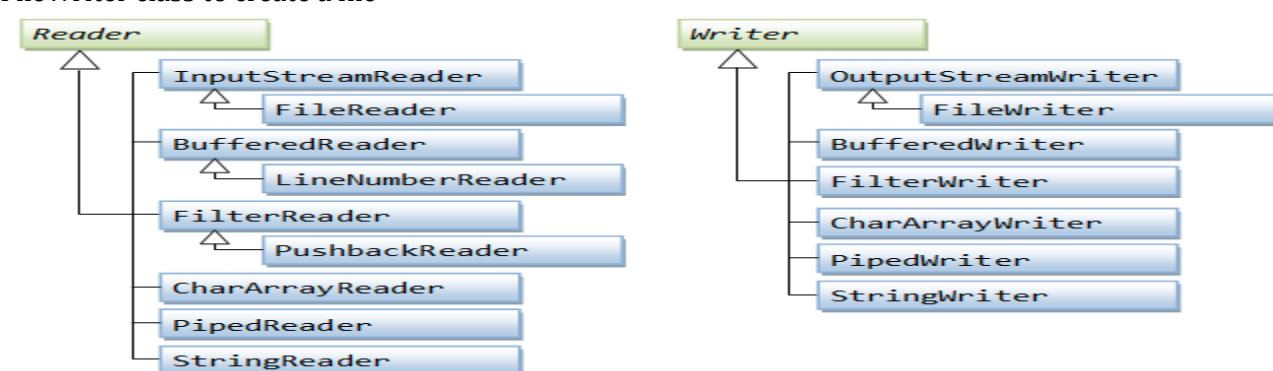 Reader
InputStreamReader
FileReader
BufferedReader
LineNumberReader
FilterReader
PushbackReader
CharArrayReader
PipedReader
StringReader
Writer
OutputStreamWriter
FileWriter
BufferedWriter
FilterWriter
CharArrayWriter
PipedWriter
StringWriter